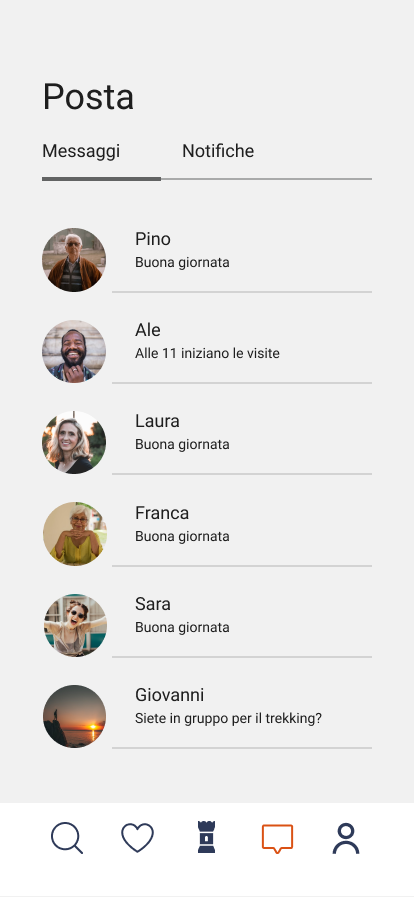 Posta
Messaggi Notifiche
Pino
Buona giornata
Ale
Alle 11 iniziano le visite
Laura
Buona giornata
Franca
Buona giornata
Sara
Buona giornata
Giovanni
Siete in gruppo per il trekking?